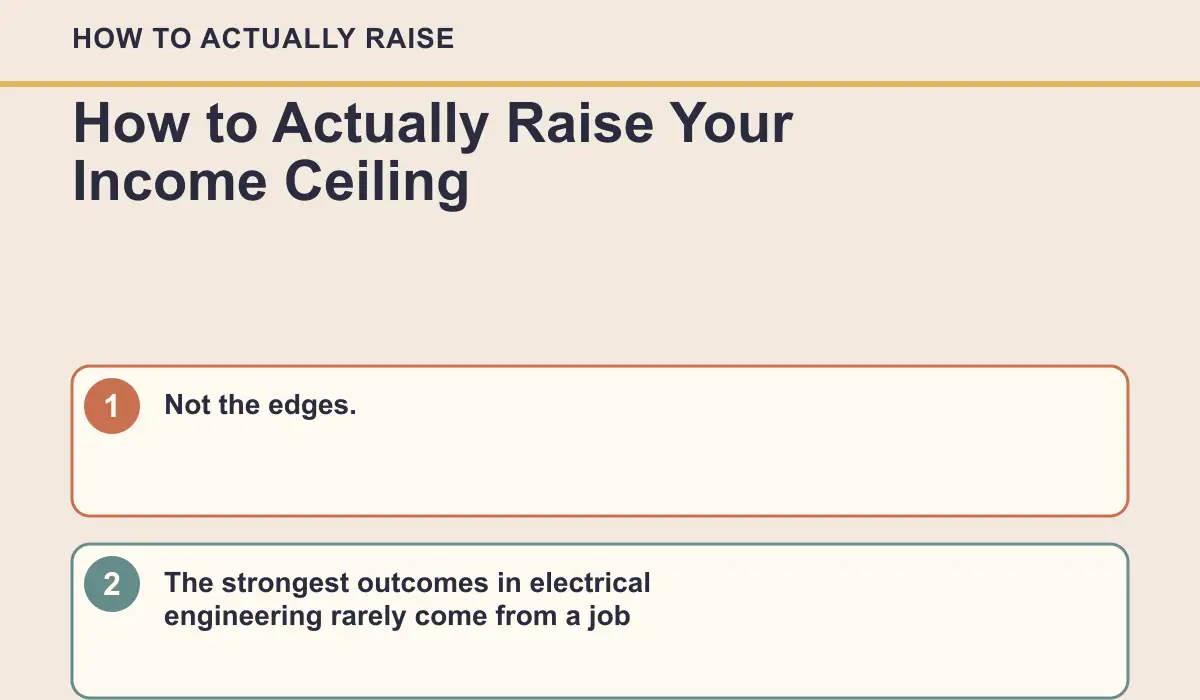 HOW TO ACTUALLY RAISE
How to Actually Raise Your
Income Ceiling
1
Not the edges.
2
The strongest outcomes in electrical
engineering rarely come from a job